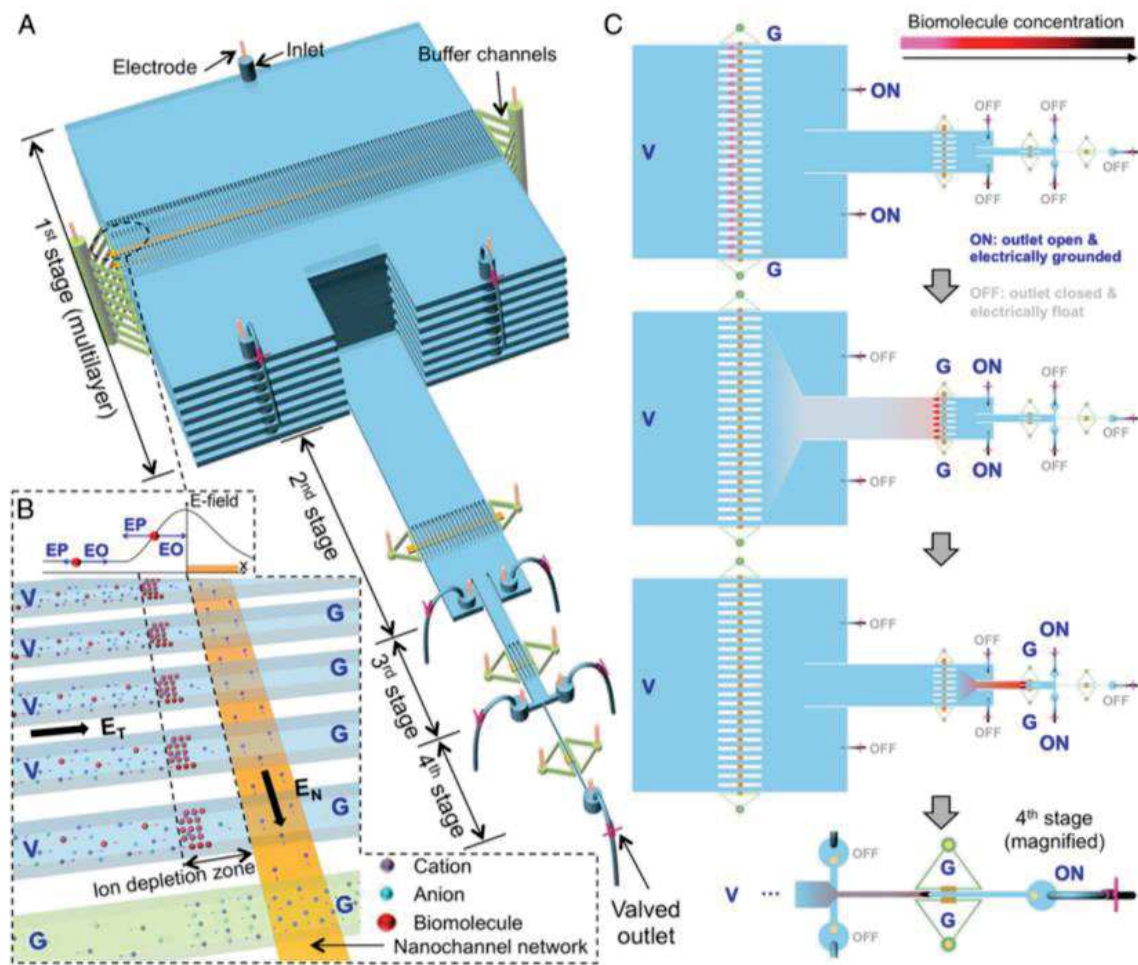 A
Electrode
Inlet
Buffer channels
1st stage (multilayer)
2nd stage
3rd stage
4th stage
Valved
outlet
B
E-field
EP
EO
EP
EO
x
V
G
V
G
V
G
ET
V
G
V
G
EN
Ion depletion zone
G
G
Cation
Anion
Biomolecule
Nanochannel network
C
G
Biomolecule concentration
ON
OFF
OFF
V
OFF
ON
OFF
OFF
G
ON: outlet open &
electrically grounded
OFF: outlet closed &
electrically float
OFF
G
ON
OFF
V
OFF
G
ON
OFF
OFF
OFF
ON
G
OFF
V
OFF
OFF
G
ON
OFF
4th stage
(magnified)
OFF
G
ON
V ...
G
OFF